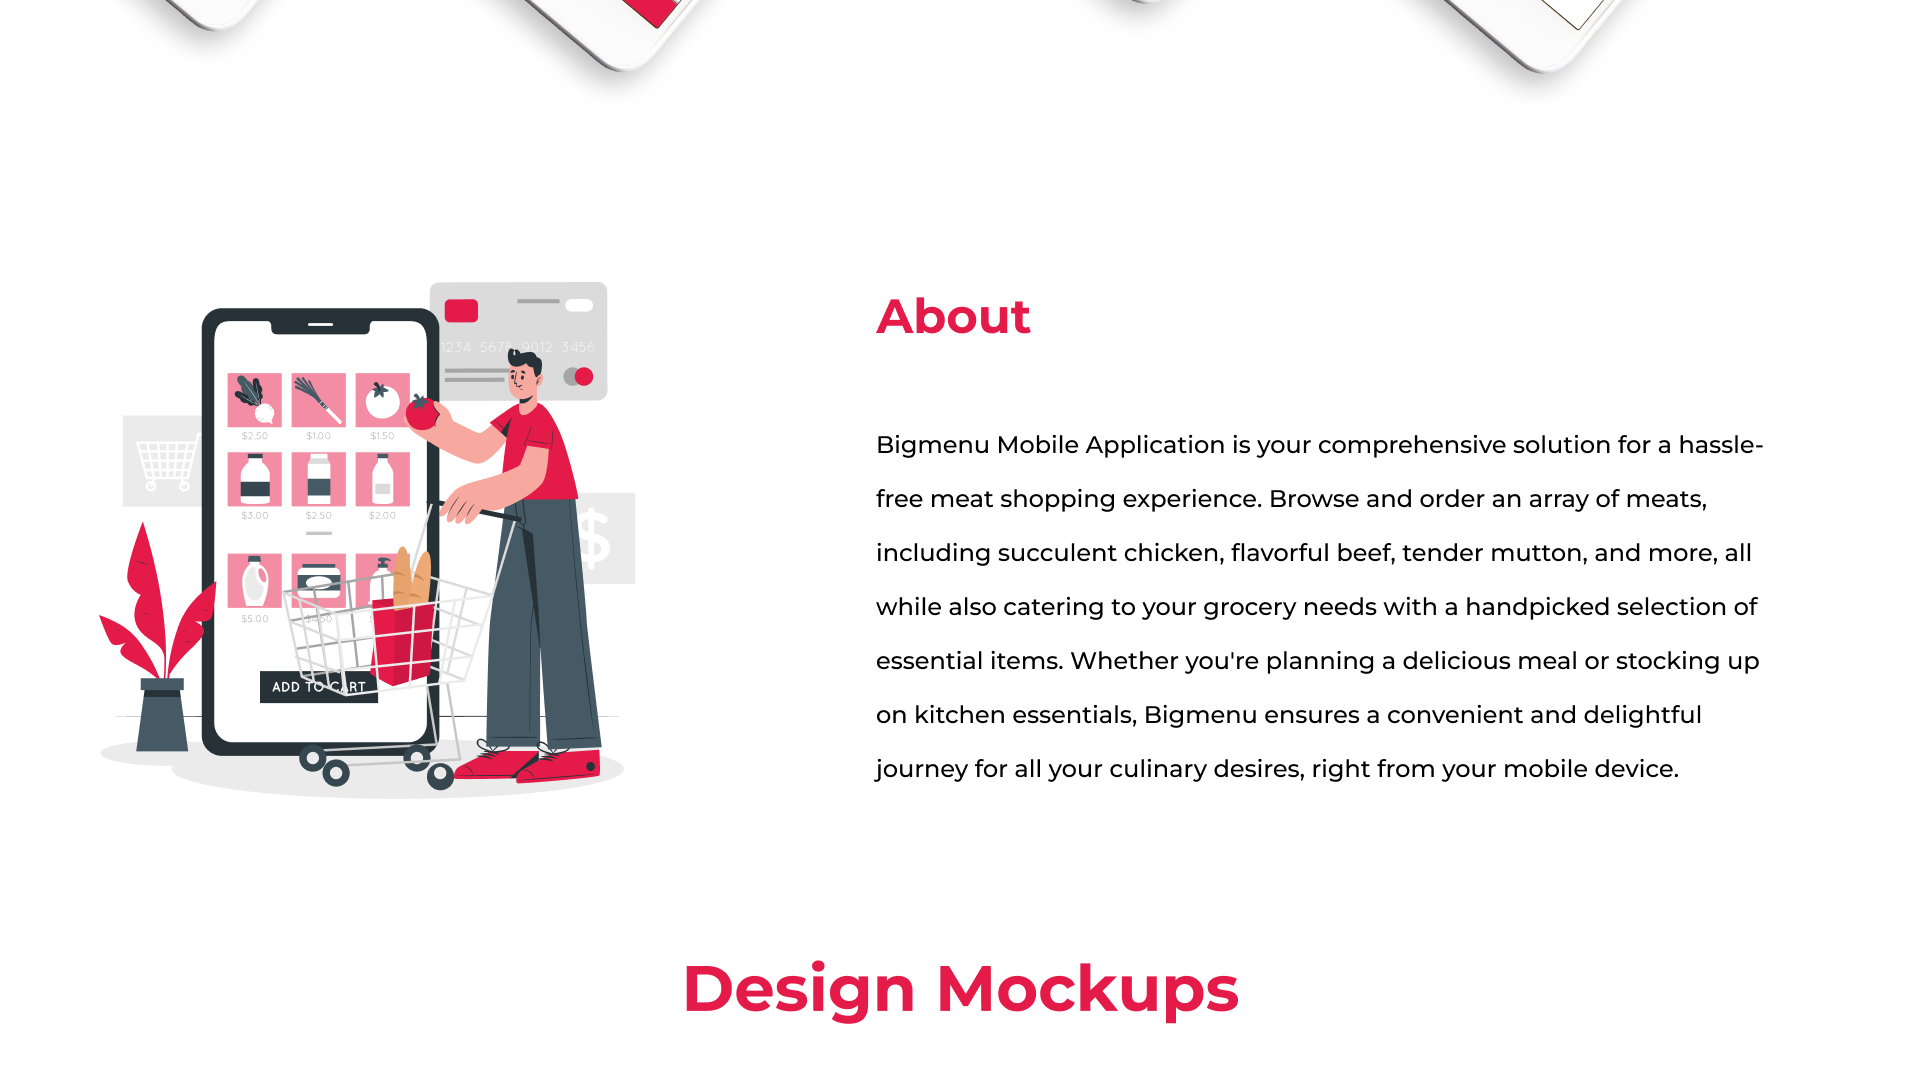 1234 5678 9012 3456
$2.50 $1.00 $1.50
$3.00 $2.50 $2.00
$
$5.00 $4.50
ADD TO CART
About
Bigmenu Mobile Application is your comprehensive solution for a hassle-
free meat shopping experience. Browse and order an array of meats,
including succulent chicken, flavorful beef, tender mutton, and more, all
while also catering to your grocery needs with a handpicked selection of
essential items. Whether you're planning a delicious meal or stocking up
on kitchen essentials, Bigmenu ensures a convenient and delightful
journey for all your culinary desires, right from your mobile device.
Design Mockups